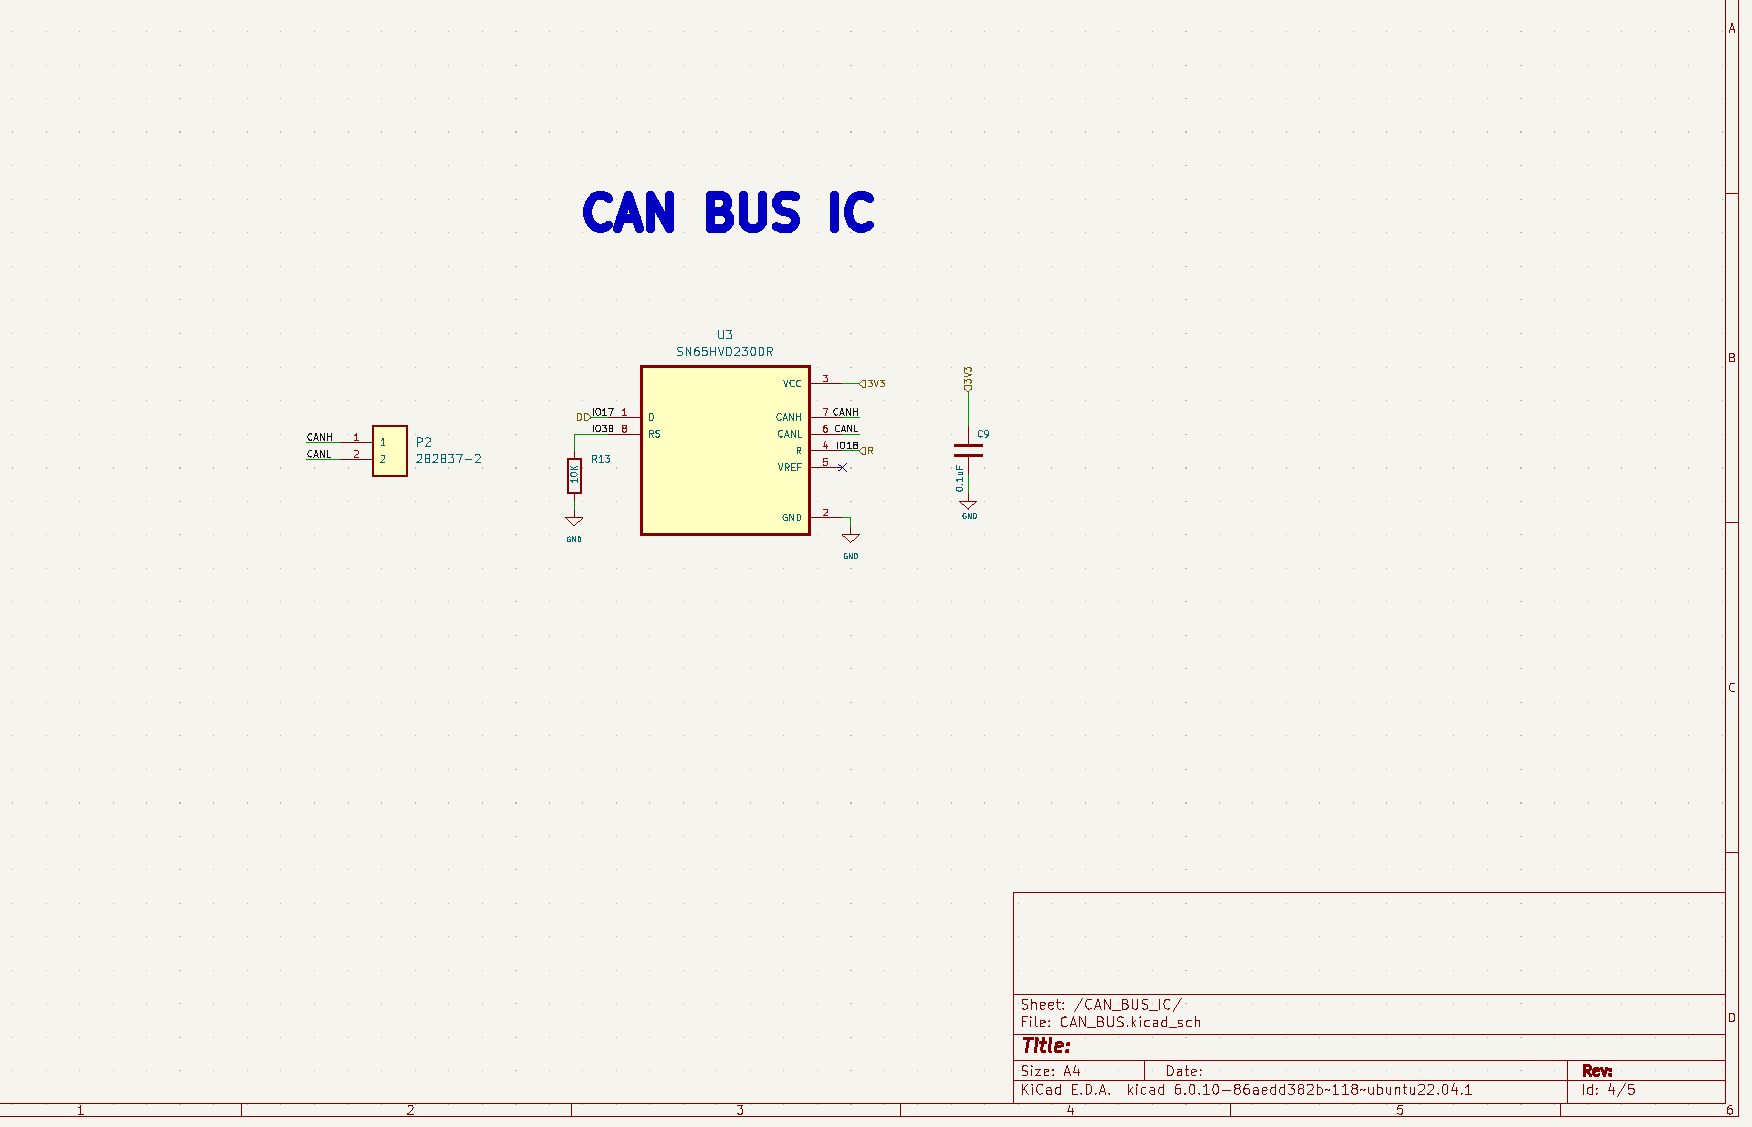 A
CAN BUS IC
U3
SN65HVD230DR
B
VCC 3 3V3
3V3
D IO17 1 D
CANH 7 CANH
IO38 8 RS
CANL 6 CANL
C9
CANH 1 1 P2
CANL 2 2 282837-2
R 4 IO18 R
R13
10K
VREF 5
0.1uF
GND
GND 2
GND
GND
C
Sheet: /CAN_BUS_IC/
File: CAN_BUS.kicad_sch
D
Title:
Size: A4 Date: Rev:
KiCad E.D.A. kicad 6.0.10-86aedd382b~118~ubuntu22.04.1 Id: 4/5
1 2 3 4 5 6